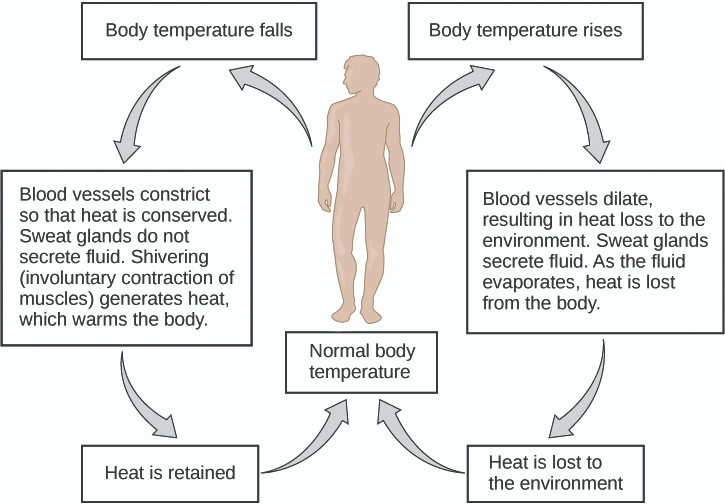 Body temperature falls
Body temperature rises
Blood vessels constrict
so that heat is conserved.
Sweat glands do not
secrete fluid. Shivering
(involuntary contraction of
muscles) generates heat,
which warms the body.
Blood vessels dilate,
resulting in heat loss to the
environment. Sweat glands
secrete fluid. As the fluid
evaporates, heat is lost
from the body.
Normal body
temperature
Heat is retained
Heat is lost to
the environment